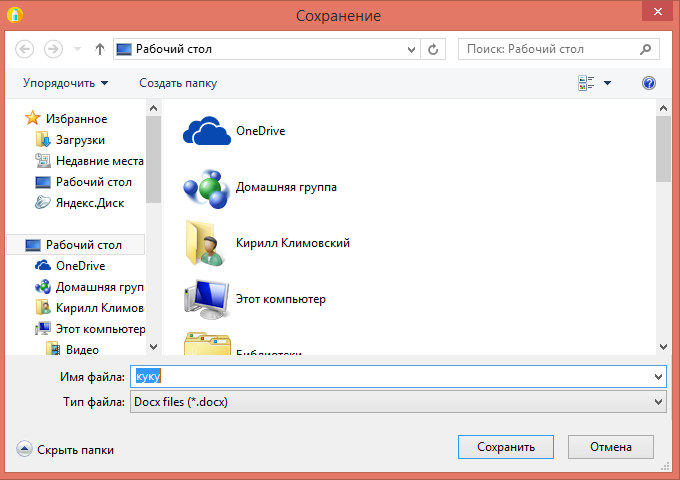 Сохранение
Рабочий стол
Поиск: Рабочий стол
Упорядочить
Создать папку
Избранное
Загрузки
Недавние места
Рабочий стол
Яндекс.Диск
Рабочий стол
OneDrive
Домашняя груп
Кирилл Климов
Этот компьютер
Видео
OneDrive
Домашняя группа
Кирилл Климовский
Этот компьютер
Библиотеки
Имя файла:
куку
Тип файла:
Docx files (*.docx)
Скрыть папки
Сохранить
Отмена